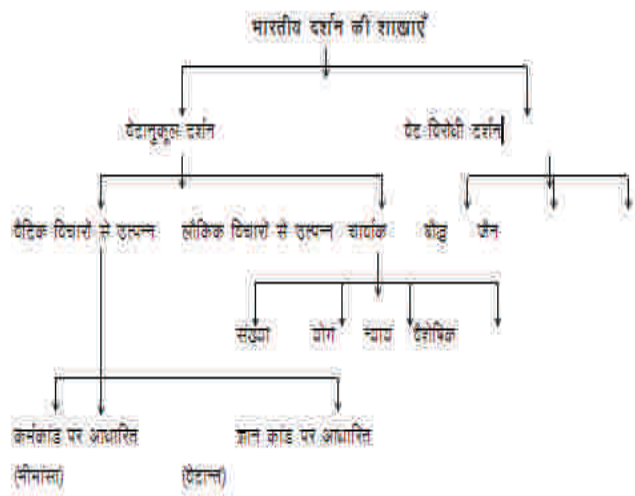 भारतीय दर्शन की शाखाएँ
वेदानुकूल दर्शन वेद विरोधी दर्शन
वैदिक विचारों से उत्पन्न लौकिक विचारों से उत्पन्न चार्वाक बौद्ध जैन
संख्या योग न्याय वैशेषिक
कर्मकांड पर आधारित ज्ञान कांड पर आधारित
(मीमांसा) (वेदान्त)